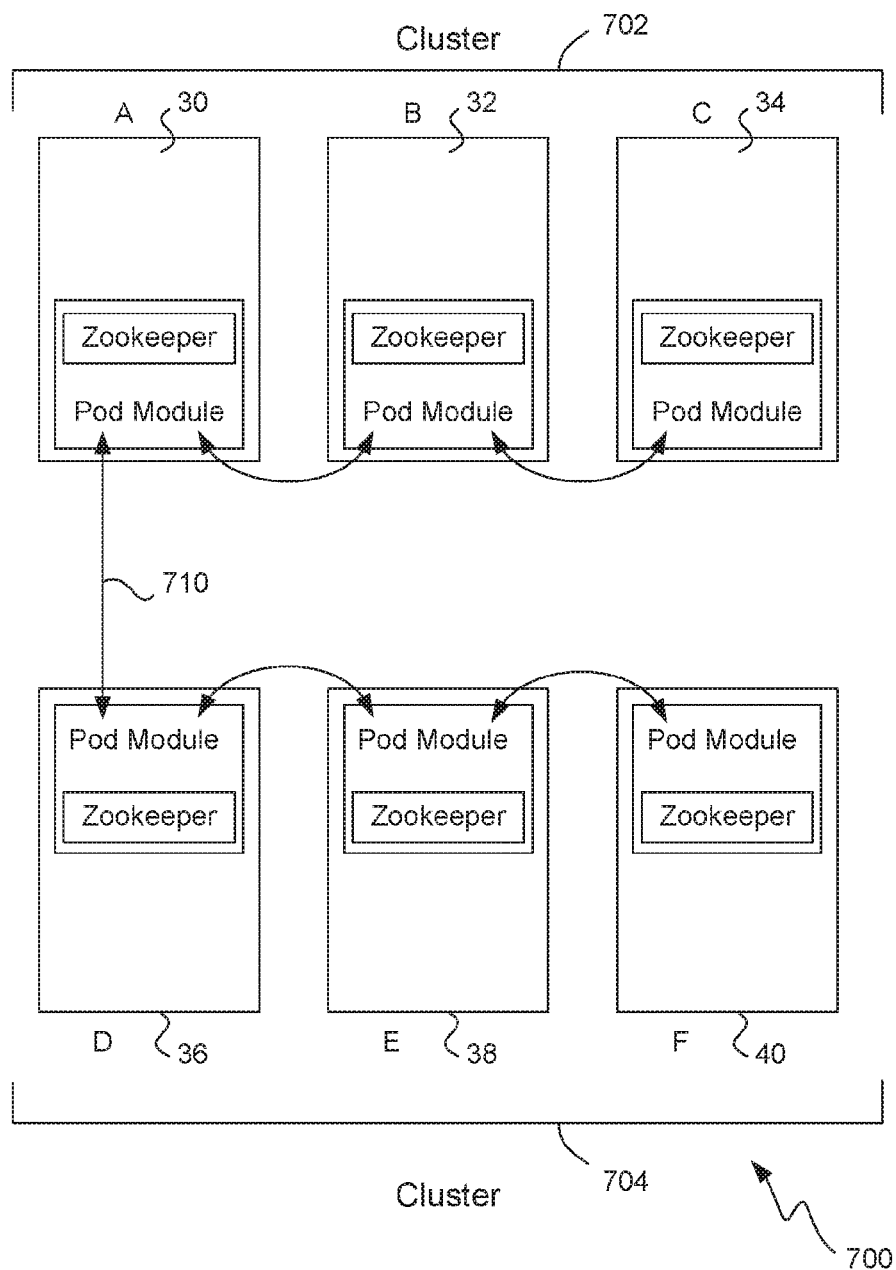 Cluster
702
A
30
B
32
C
34
Zookeeper
Zookeeper
Zookeeper
Pod Module
Pod Module
Pod Module
710
Pod Module
Pod Module
Pod Module
Zookeeper
Zookeeper
Zookeeper
D
36
E
38
F
40
Cluster
704
700